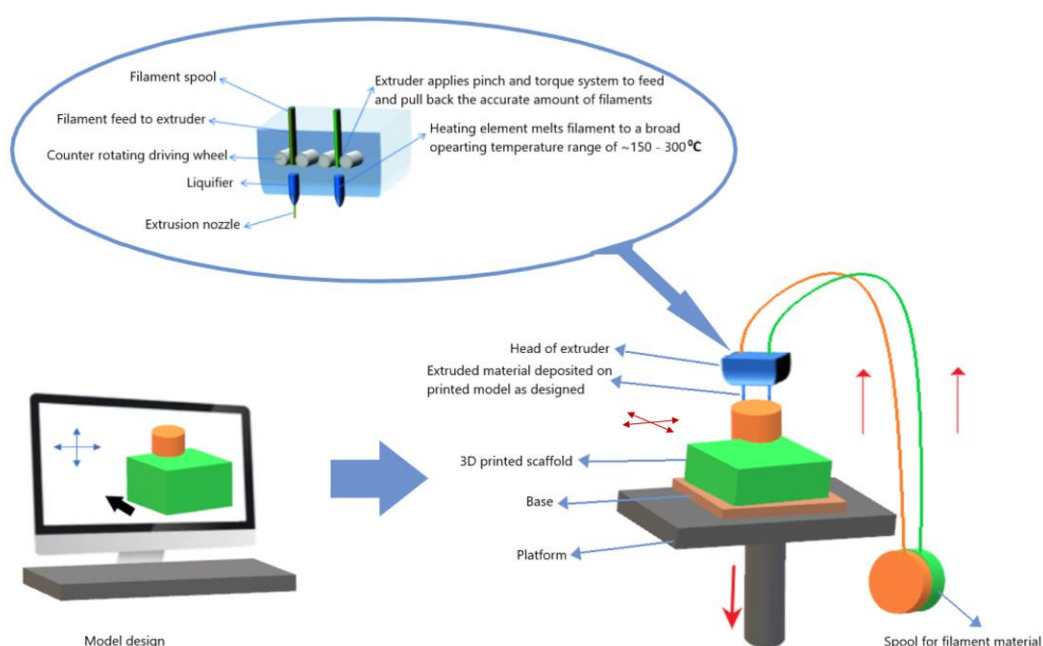 Filament spool
Filament feed to extruder
Counter rotating driving wheel
Liquifier
Extrusion nozzle
Extruder applies pinch and torque system to feed
and pull back the accurate amount of filaments
Heating element melts filament to a broad
opearting temperature range of ~150 - 300⁰C
Head of extruder
Extruded material deposited on
printed model as designed
3D printed scaffold
Base
Platform
Model design
Spool for filament material